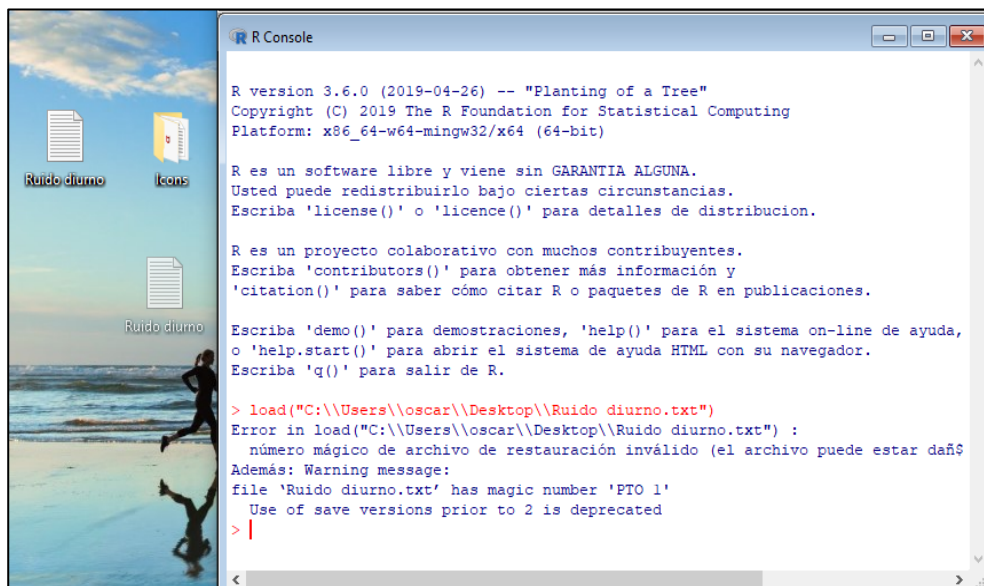 Ruido diurno
Icons
Ruido diurno
R Console
R version 3.6.0 (2019-04-26) -- "Planting of a Tree"
Copyright (C) 2019 The R Foundation for Statistical Computing
Platform: x86_64-w64-mingw32/x64 (64-bit)
R es un software libre y viene sin GARANTIA ALGUNA.
Usted puede redistribuirlo bajo ciertas circunstancias.
Escriba 'license()' o 'licence()' para detalles de distribucion.
R es un proyecto colaborativo con muchos contribuyentes.
Escriba 'contributors()' para obtener más información y
'citation()' para saber cómo citar R o paquetes de R en publicaciones.
Escriba 'demo()' para demostraciones, 'help()' para el sistema on-line de ayuda,
o 'help.start()' para abrir el sistema de ayuda HTML con su navegador.
Escriba 'q()' para salir de R.
> load("C:\\Users\\oscar\\Desktop\\Ruido diurno.txt")
Error in load("C:\\Users\\oscar\\Desktop\\Ruido diurno.txt") :
número mágico de archivo de restauración inválido (el archivo puede estar dañ$
Además: Warning message:
file ‘Ruido diurno.txt’ has magic number 'PTO 1'
Use of save versions prior to 2 is deprecated
>